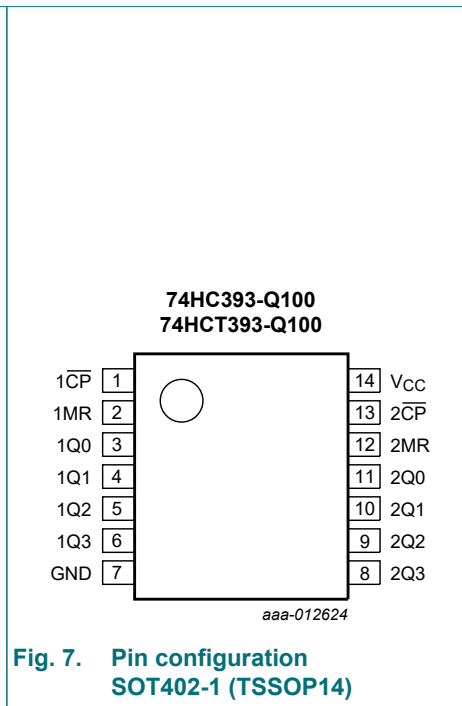 74HC393-Q100
74HCT393-Q100
1C̅P̅ 1 14 VCC
1MR 2 13 2C̅P̅
1Q0 3 12 2MR
1Q1 4 11 2Q0
1Q2 5 10 2Q1
1Q3 6 9 2Q2
GND 7 8 2Q3
aaa-012624
Fig. 7. Pin configuration
SOT402-1 (TSSOP14)